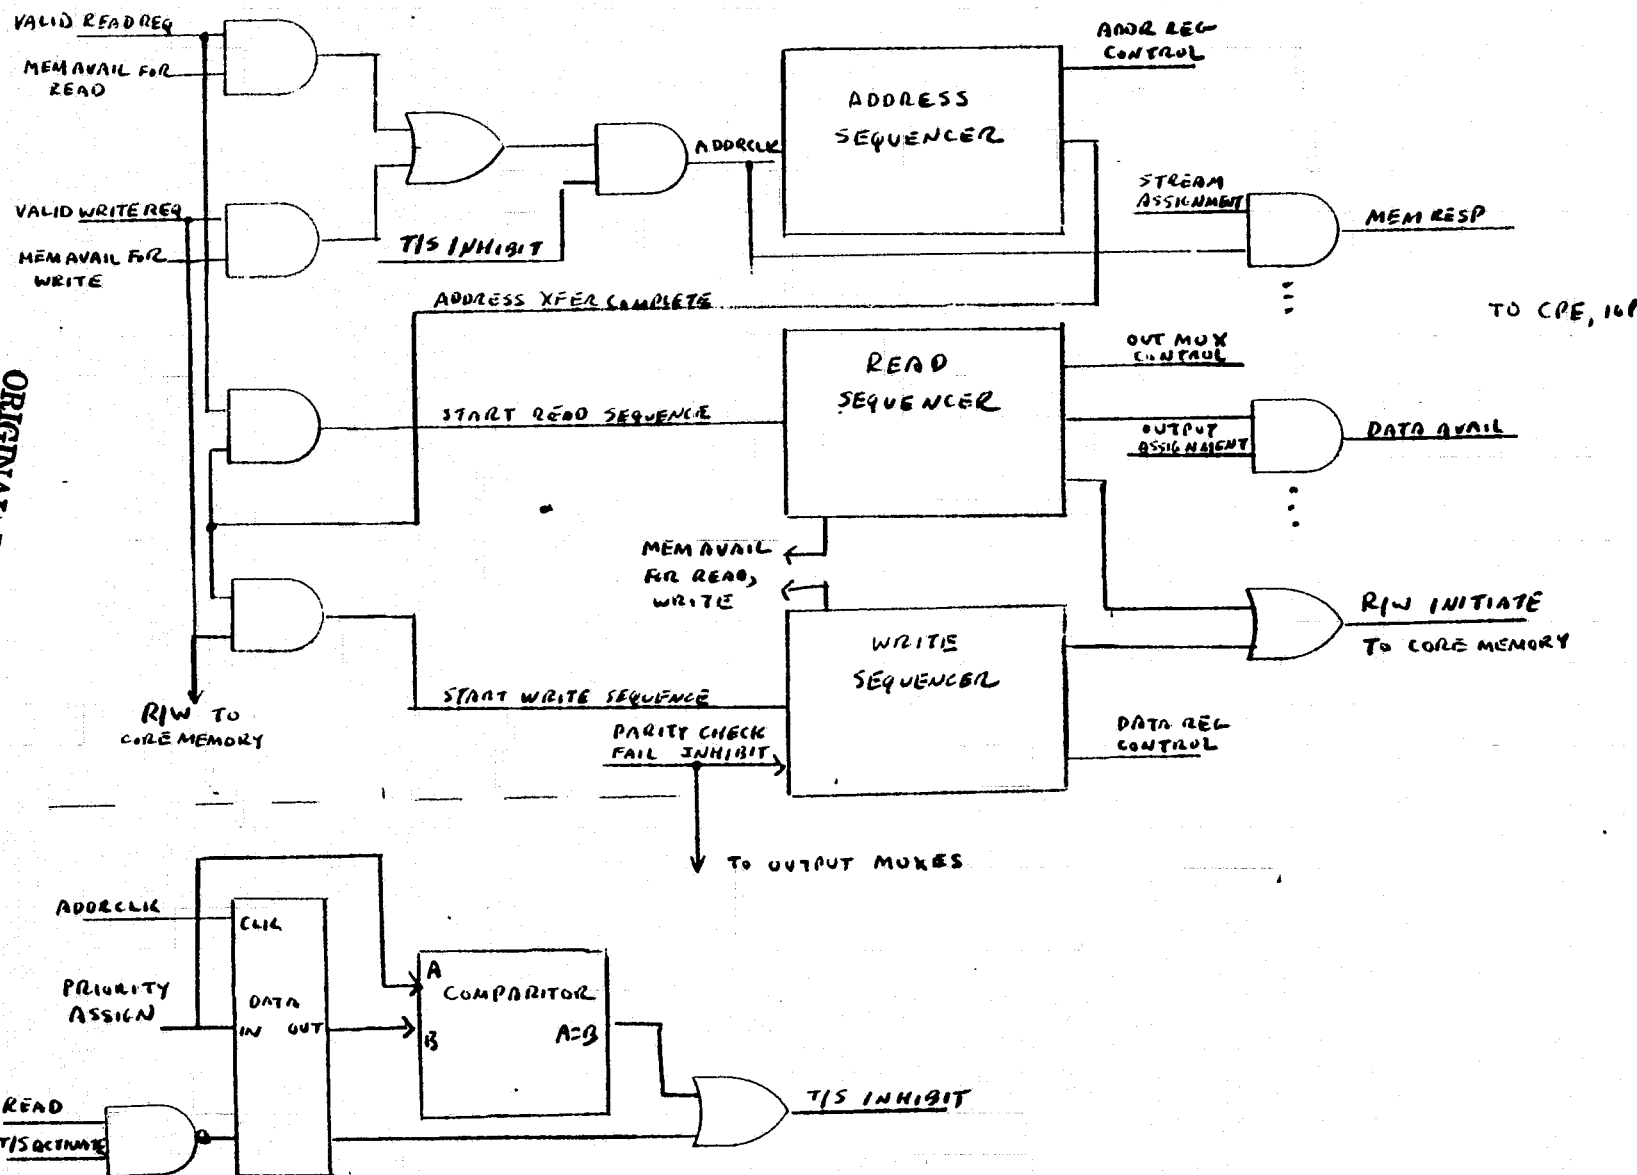 VALID READ REQ
MEM AVAIL FOR
READ
VALID WRITE REQ
MEM AVAIL FOR
WRITE
T/S INHIBIT
ADDRCLK
ADDRESS
SEQUENCER
ADDR REG
CONTROL
STREAM
ASSIGNMENT
MEM RESP
TO CPE,
ADDRESS XFER COMPLETE
ORIGINAL
START READ SEQUENCE
READ
SEQUENCER
OUT MUX
CONTROL
OUTPUT
ASSIGNMENT
DATA AVAIL
MEM AVAIL
FOR READ,
WRITE
R/W INITIATE
TO CORE MEMORY
WRITE
SEQUENCER
START WRITE SEQUENCE
R/W TO
CORE MEMORY
PARITY CHECK
FAIL INHIBIT
DATA REG
CONTROL
TO OUTPUT MUXES
ADDRCLK
CLK
PRIORITY
ASSIGN
DATA
IN OUT
A
COMPARITOR
B
A=B
READ
T/S ACTIVATE
T/S INHIBIT